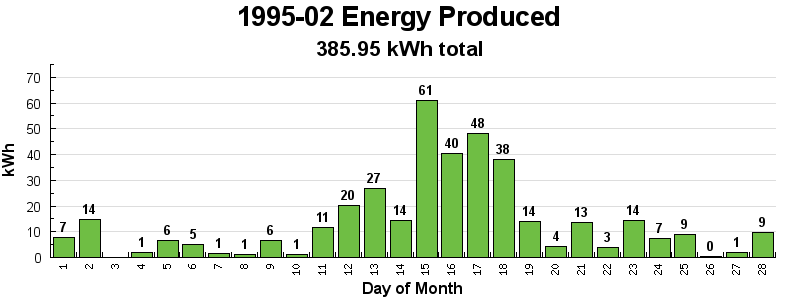 1995-02 Energy Produced
385.95 kWh total
kWh
70
60
50
40
30
20
10
0
7 14 1 6 5 1 1 6 1 11 20 27 14 61 40 48 38 14 4 13 3 14 7 9 0 1 9
1 2 3 4 5 6 7 8 9 10 11 12 13 14 15 16 17 18 19 20 21 22 23 24 25 26 27 28
Day of Month